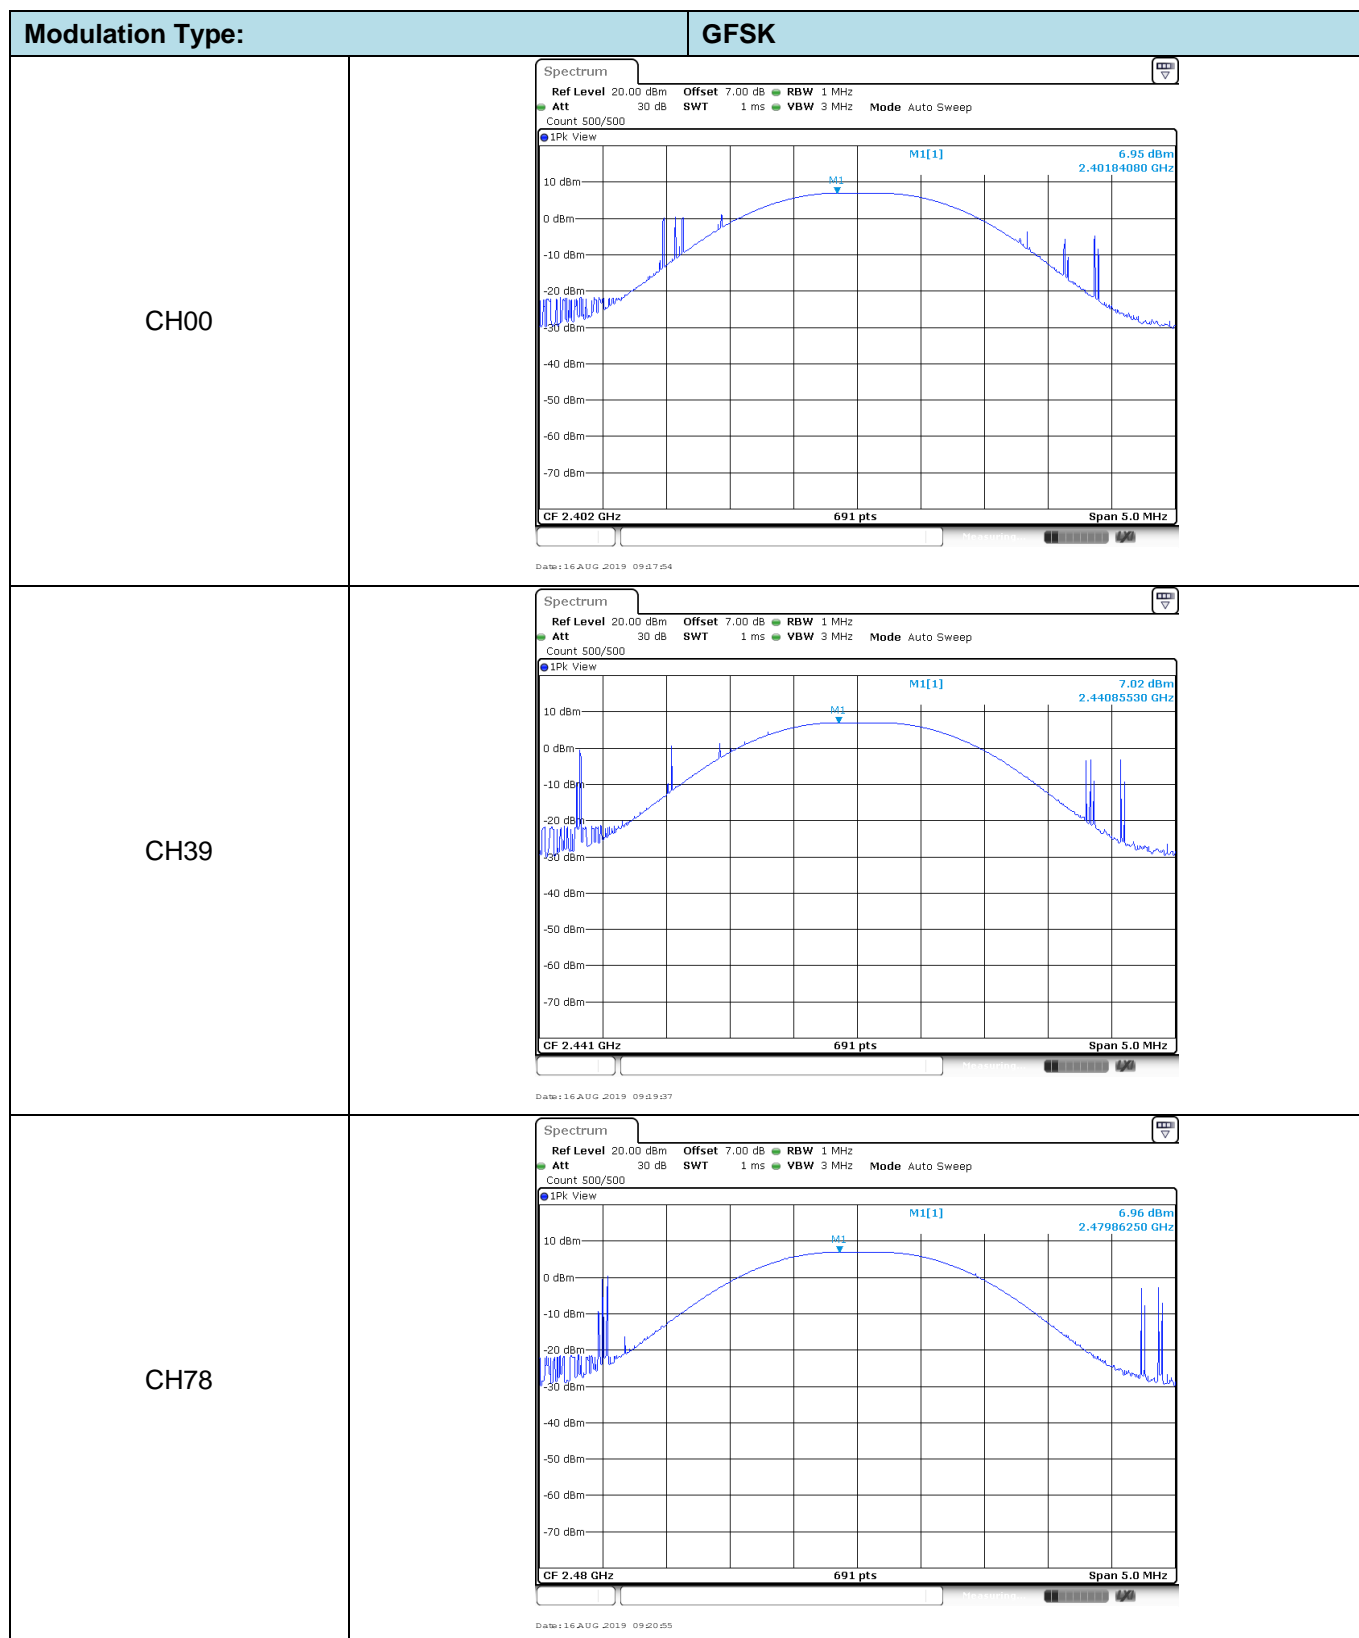 Modulation Type: GFSK
CH00
Spectrum
Ref Level 20.00 dBm Offset 7.00 dB RBW 1 MHz
Att 30 dB SWT 1 ms VBW 3 MHz Mode Auto Sweep
Count 500/500
1Pk View
M1[1] 6.95 dBm
2.40184080 GHz
M1
10 dBm
0 dBm
-10 dBm
-20 dBm
-30 dBm
-40 dBm
-50 dBm
-60 dBm
-70 dBm
CF 2.402 GHz 691 pts Span 5.0 MHz
Measuring...
Date: 16.AUG.2019 09:17:54
CH39
Spectrum
Ref Level 20.00 dBm Offset 7.00 dB RBW 1 MHz
Att 30 dB SWT 1 ms VBW 3 MHz Mode Auto Sweep
Count 500/500
1Pk View
M1[1] 7.02 dBm
2.44085530 GHz
M1
10 dBm
0 dBm
-10 dBm
-20 dBm
-30 dBm
-40 dBm
-50 dBm
-60 dBm
-70 dBm
CF 2.441 GHz 691 pts Span 5.0 MHz
Measuring...
Date: 16.AUG.2019 09:19:37
CH78
Spectrum
Ref Level 20.00 dBm Offset 7.00 dB RBW 1 MHz
Att 30 dB SWT 1 ms VBW 3 MHz Mode Auto Sweep
Count 500/500
1Pk View
M1[1] 6.96 dBm
2.47986250 GHz
M1
10 dBm
0 dBm
-10 dBm
-20 dBm
-30 dBm
-40 dBm
-50 dBm
-60 dBm
-70 dBm
CF 2.48 GHz 691 pts Span 5.0 MHz
Measuring...
Date: 16.AUG.2019 09:20:55